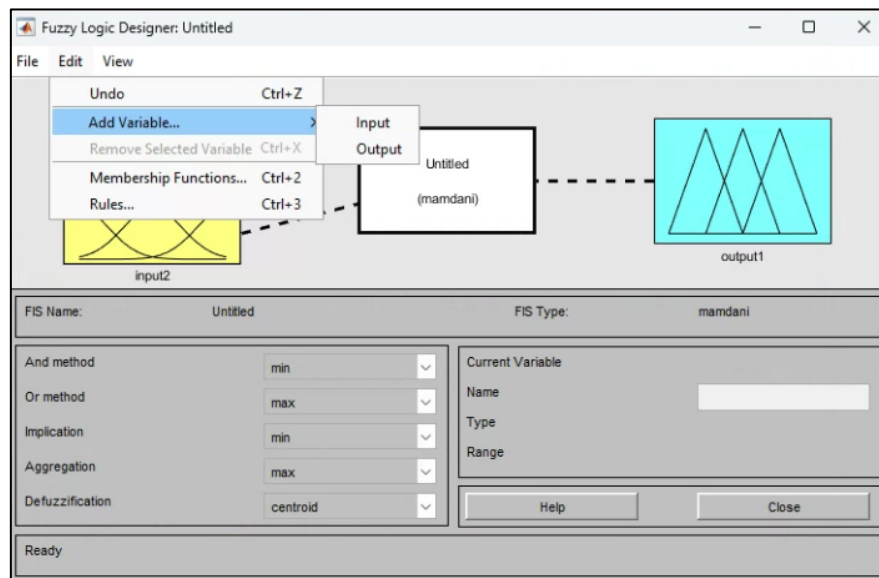 Fuzzy Logic Designer: Untitled
File Edit View
Undo Ctrl+Z
Add Variable... >
Input
Output
Remove Selected Variable Ctrl+X
Membership Functions... Ctrl+2
Rules... Ctrl+3
Untitled
(mamdani)
input2
output1
FIS Name: Untitled FIS Type: mamdani
And method min
Or method max
Implication min
Aggregation max
Defuzzification centroid
Current Variable
Name
Type
Range
Help Close
Ready